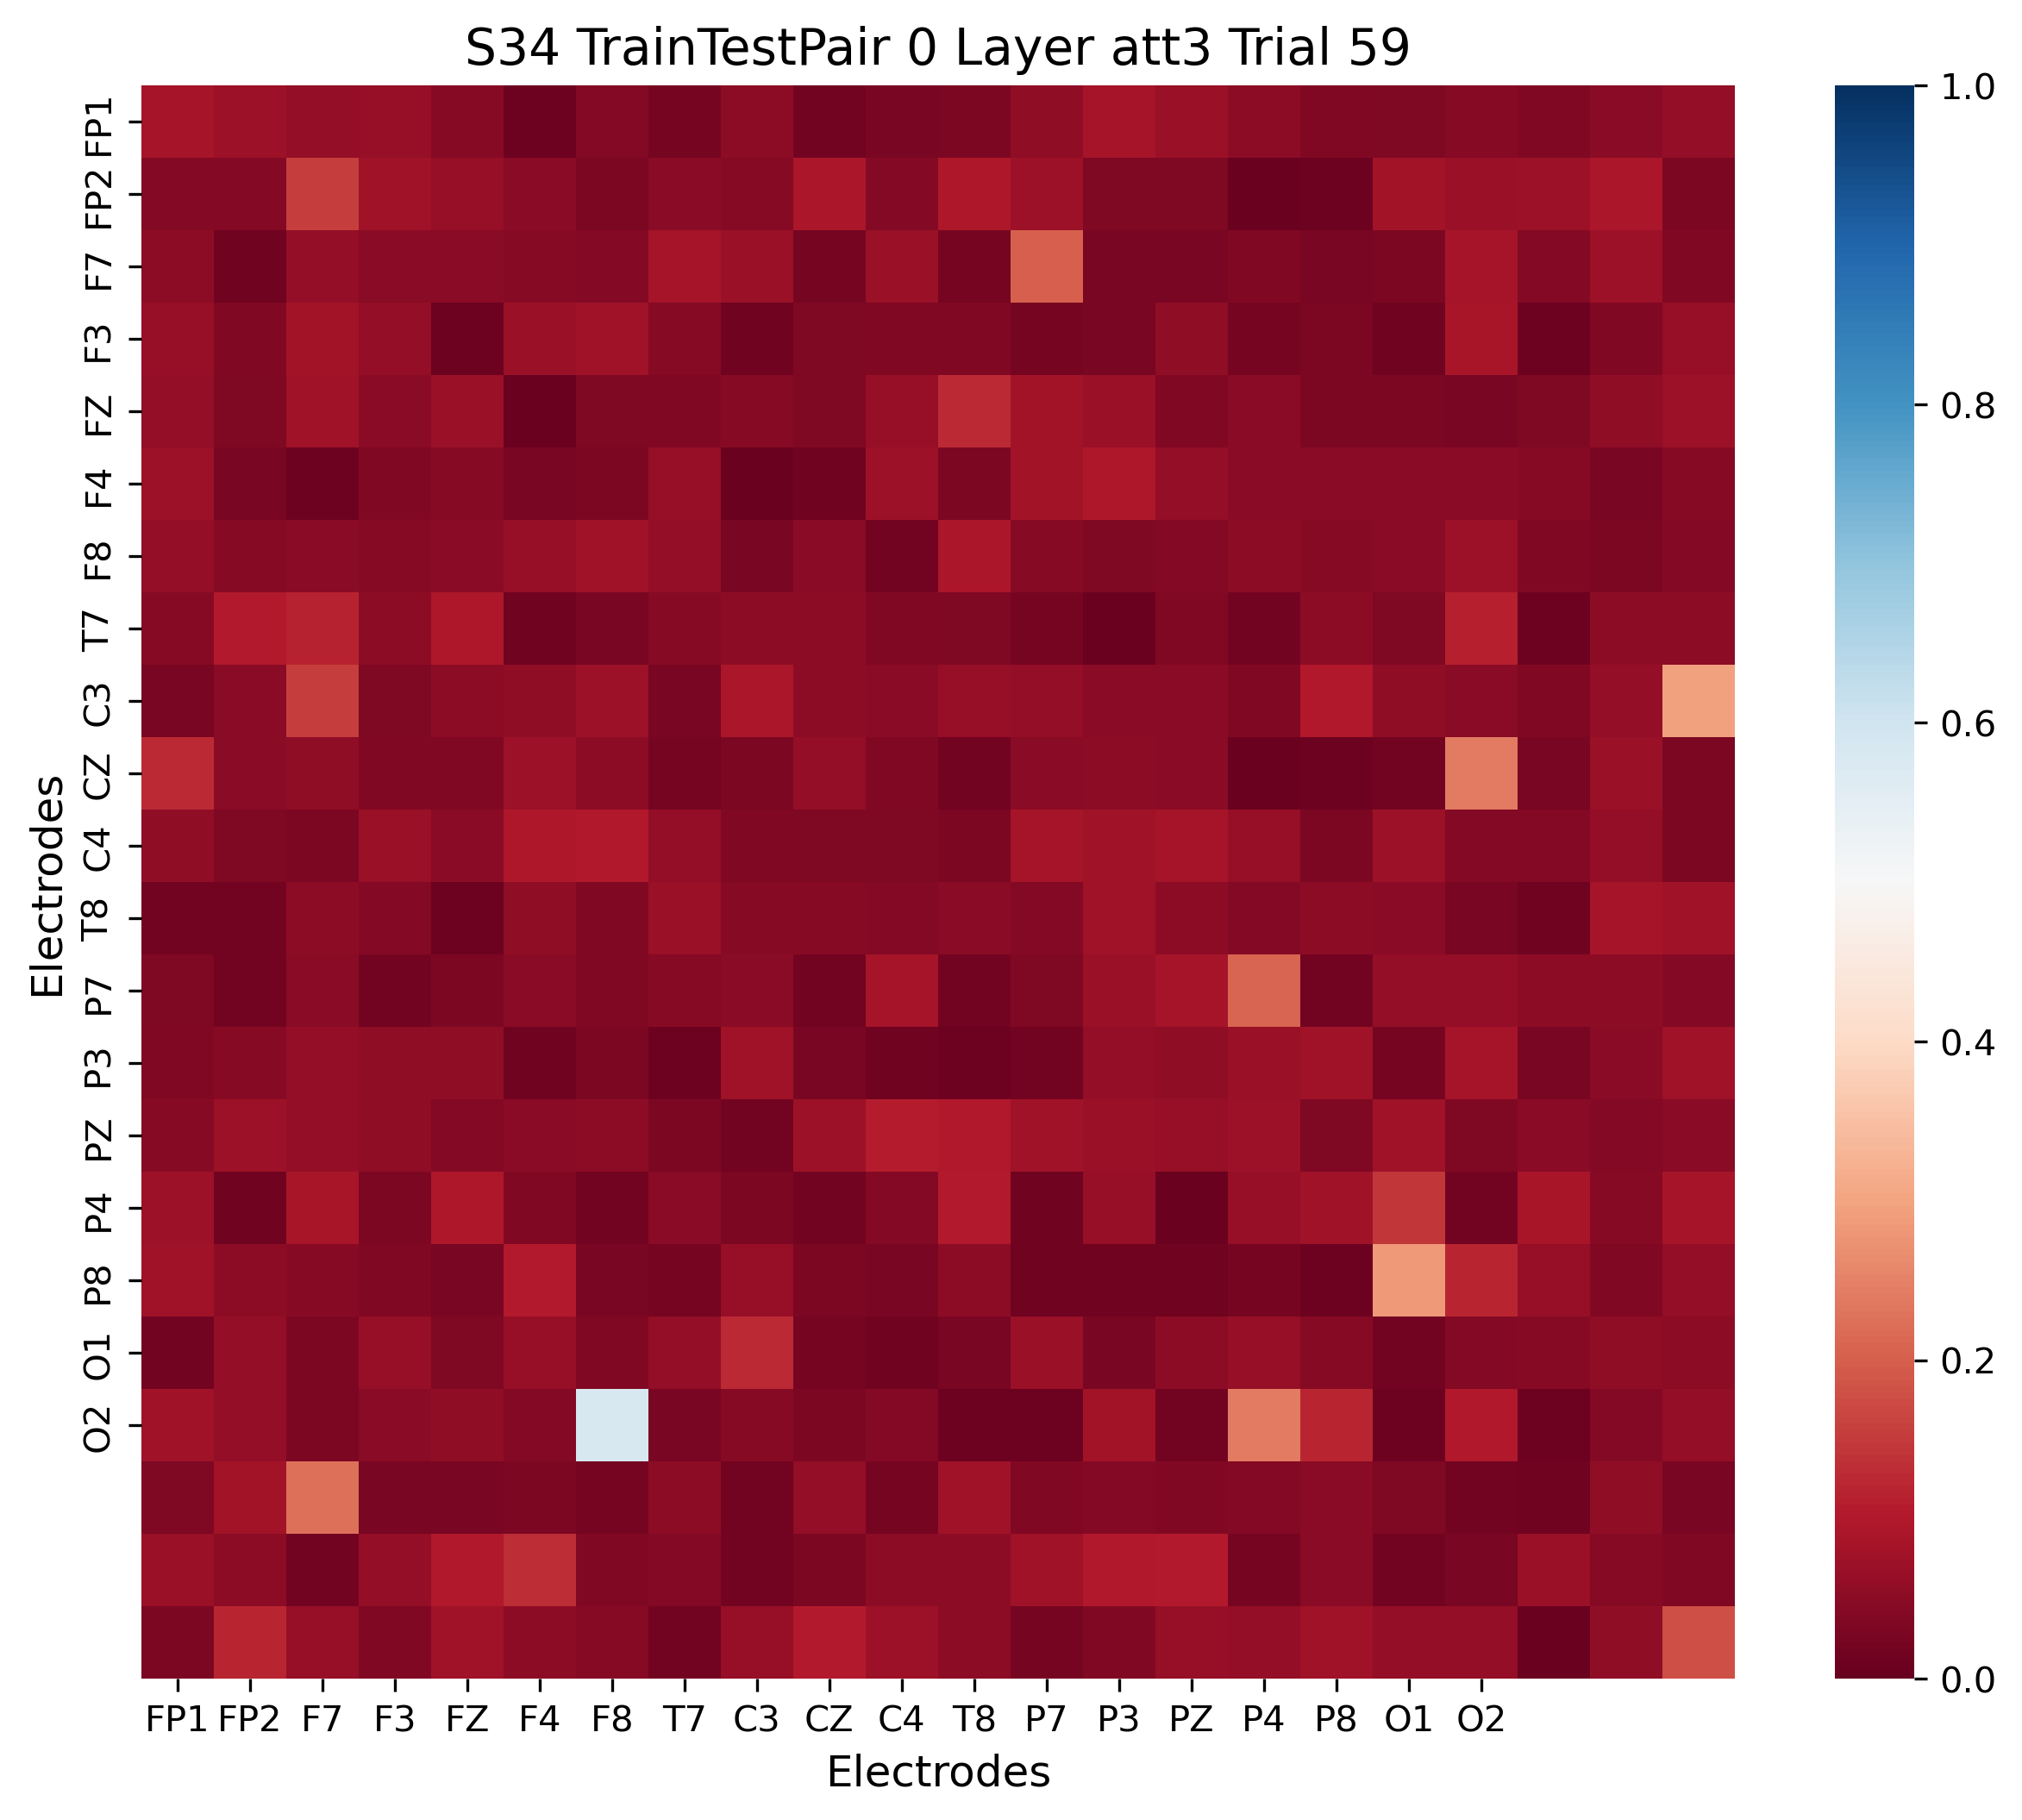 S34 TrainTestPair 0 Layer att3 Trial 59
Electrodes
FP1
FP2
F7
F3
FZ
F4
F8
T7
C3
CZ
C4
T8
P7
P3
PZ
P4
P8
O1
O2
FP1 FP2 F7 F3 FZ F4 F8 T7 C3 CZ C4 T8 P7 P3 PZ P4 P8 O1 O2
Electrodes
1.0
0.8
0.6
0.4
0.2
0.0